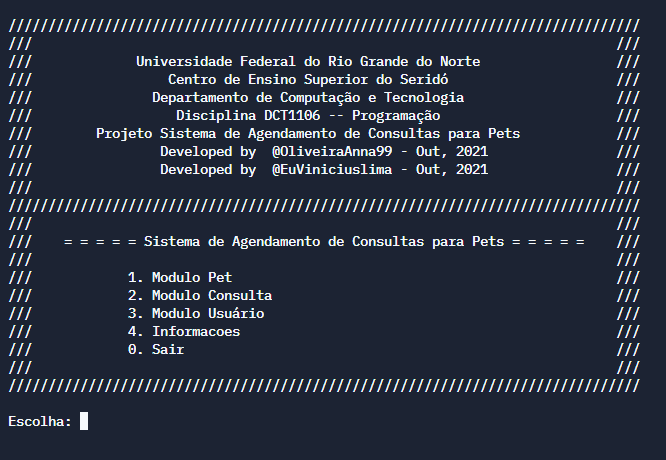 ///////////////////////////////////////////////////////////////////////////////
/// ///
/// Universidade Federal do Rio Grande do Norte ///
/// Centro de Ensino Superior do Seridó ///
/// Departamento de Computação e Tecnologia ///
/// Disciplina DCT1106 -- Programação ///
/// Projeto Sistema de Agendamento de Consultas para Pets ///
/// Developed by @OliveiraAnna99 - Out, 2021 ///
/// Developed by @EuViniciuslima - Out, 2021 ///
/// ///
///////////////////////////////////////////////////////////////////////////////
/// ///
/// = = = = = Sistema de Agendamento de Consultas para Pets = = = = = ///
/// ///
/// 1. Modulo Pet ///
/// 2. Modulo Consulta ///
/// 3. Modulo Usuário ///
/// 4. Informacoes ///
/// 0. Sair ///
/// ///
///////////////////////////////////////////////////////////////////////////////
Escolha: